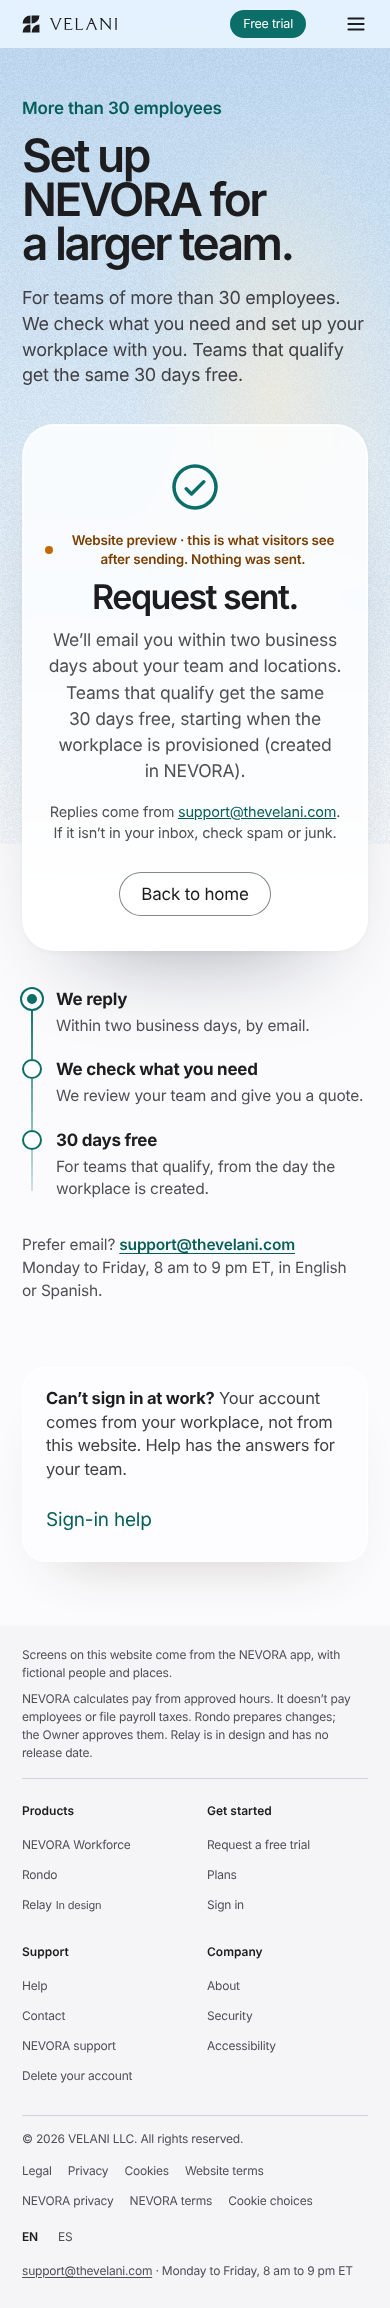 VELANI
Free trial
More than 30 employees
Set up
NEVORA for
a larger team.
For teams of more than 30 employees.
We check what you need and set up your
workplace with you. Teams that qualify
get the same 30 days free.
Website preview · this is what visitors see
after sending. Nothing was sent.
Request sent.
We’ll email you within two business
days about your team and locations.
Teams that qualify get the same
30 days free, starting when the
workplace is provisioned (created
in NEVORA).
Replies come from support@thevelani.com.
If it isn’t in your inbox, check spam or junk.
Back to home
We reply
Within two business days, by email.
We check what you need
We review your team and give you a quote.
30 days free
For teams that qualify, from the day the
workplace is created.
Prefer email? support@thevelani.com
Monday to Friday, 8 am to 9 pm ET, in English
or Spanish.
Can’t sign in at work? Your account
comes from your workplace, not from
this website. Help has the answers for
your team.
Sign-in help
Screens on this website come from the NEVORA app, with
fictional people and places.
NEVORA calculates pay from approved hours. It doesn’t pay
employees or file payroll taxes. Rondo prepares changes;
the Owner approves them. Relay is in design and has no
release date.
Products
NEVORA Workforce
Rondo
Relay In design
Get started
Request a free trial
Plans
Sign in
Support
Help
Contact
NEVORA support
Delete your account
Company
About
Security
Accessibility
© 2026 VELANI LLC. All rights reserved.
Legal Privacy Cookies Website terms
NEVORA privacy NEVORA terms Cookie choices
EN ES
support@thevelani.com · Monday to Friday, 8 am to 9 pm ET